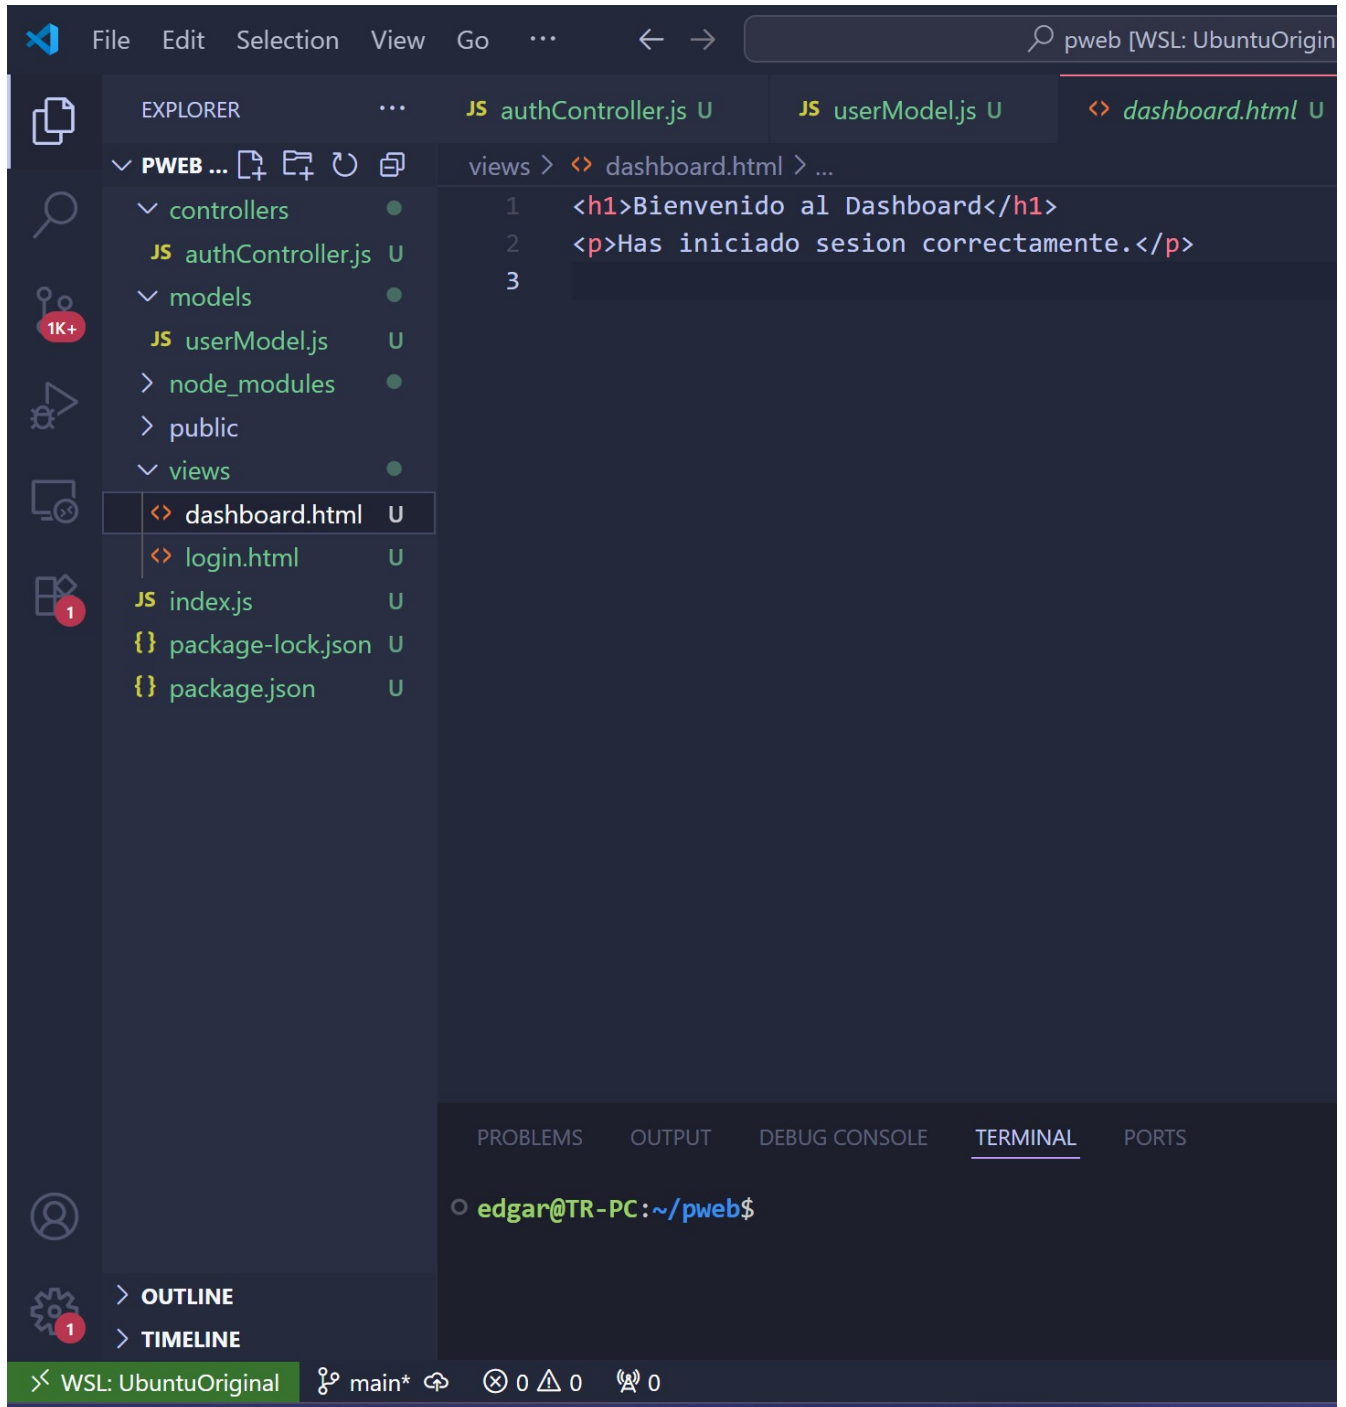 File Edit Selection View Go ··· pweb [WSL: UbuntuOrigin
EXPLORER ···
JS authController.js U
JS userModel.js U
<> dashboard.html U
PWEB ...
views > <> dashboard.html > ...
controllers
JS authController.js U
models
JS userModel.js U
node_modules
public
views
<> dashboard.html U
<> login.html U
JS index.js U
{} package-lock.json U
{} package.json U
1K+
1
1 <h1>Bienvenido al Dashboard</h1>
2 <p>Has iniciado sesion correctamente.</p>
3
PROBLEMS OUTPUT DEBUG CONSOLE TERMINAL PORTS
edgar@TR-PC:~/pweb$
OUTLINE
TIMELINE
1
WSL: UbuntuOriginal main* 0 0 0